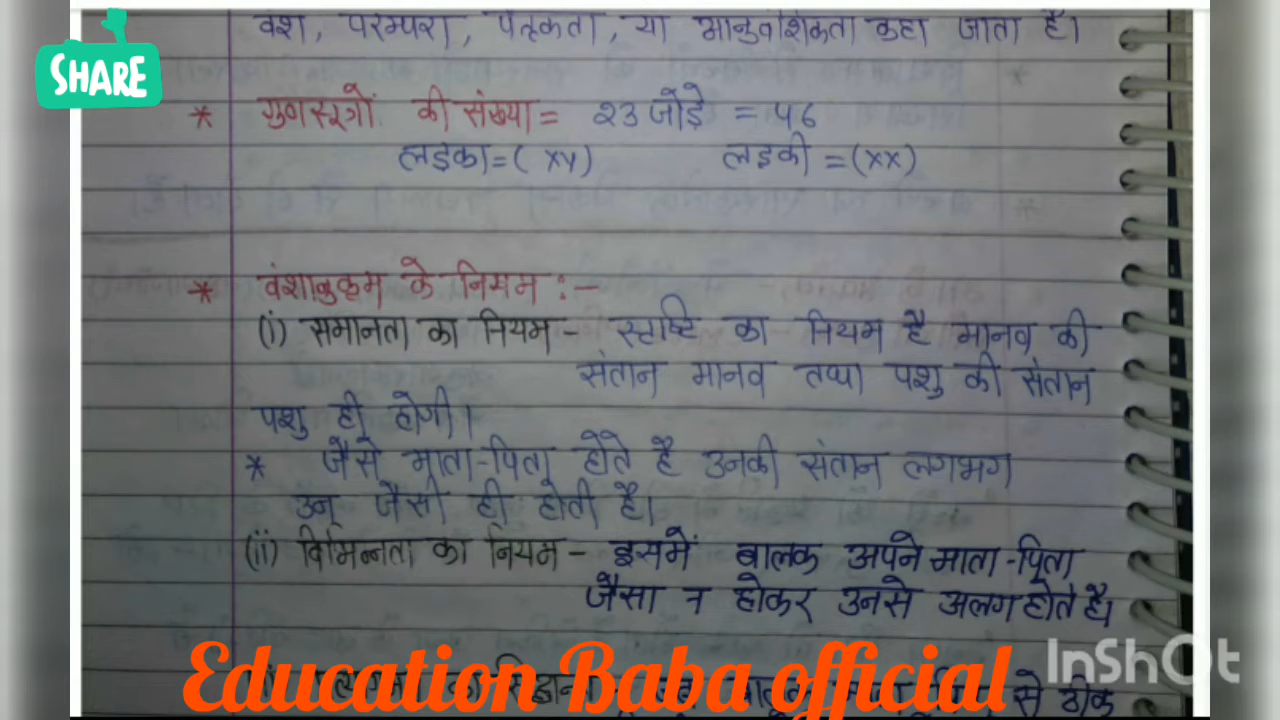 SHARE
वंश, परम्परा, पैतृकता, या आनुवंशिकता कहा जाता है।
* गुणसूत्रों की संख्या = 23 जोड़े = 46
लड़का = (xy) लड़की = (xx)
* वंशानुक्रम के नियम :-
(i) समानता का नियम - सृष्टि का नियम है मानव की
संतान मानव तथा पशु की संतान
पशु ही होगी।
* जैसे माता-पिता होते है उनकी संतान लगभग
उन् जैसी ही होती है।
(ii) विभिन्नता का नियम - इसमें बालक अपने माता-पिता
जैसा न होकर उनसे अलग होते है।
से ठीक
Education Baba official
InShOt